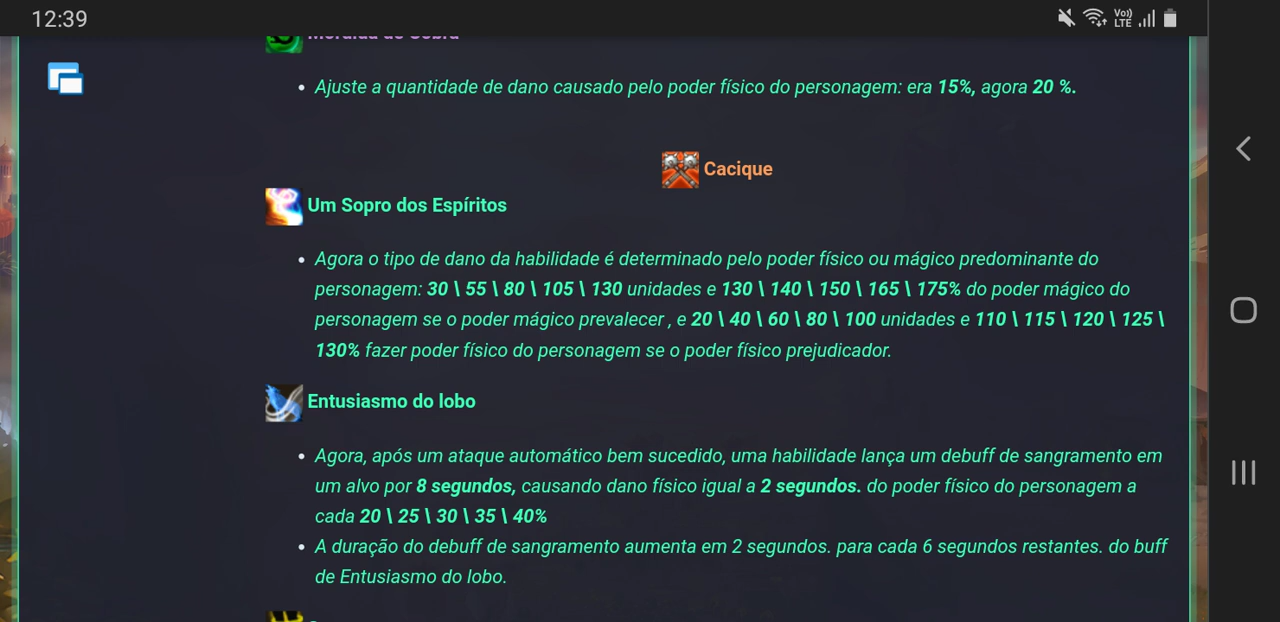 12:39
Vo)) LTE
Mordida de Cobra
Ajuste a quantidade de dano causado pelo poder físico do personagem: era 15%, agora 20 %.
Cacique
Um Sopro dos Espíritos
Agora o tipo de dano da habilidade é determinado pelo poder físico ou mágico predominante do
personagem: 30 \ 55 \ 80 \ 105 \ 130 unidades e 130 \ 140 \ 150 \ 165 \ 175% do poder mágico do
personagem se o poder mágico prevalecer , e 20 \ 40 \ 60 \ 80 \ 100 unidades e 110 \ 115 \ 120 \ 125 \
130% fazer poder físico do personagem se o poder físico prejudicador.
Entusiasmo do lobo
Agora, após um ataque automático bem sucedido, uma habilidade lança um debuff de sangramento em
um alvo por 8 segundos, causando dano físico igual a 2 segundos. do poder físico do personagem a
cada 20 \ 25 \ 30 \ 35 \ 40%
A duração do debuff de sangramento aumenta em 2 segundos. para cada 6 segundos restantes. do buff
de Entusiasmo do lobo.